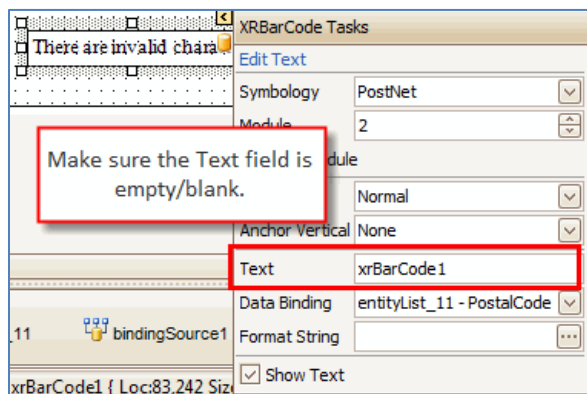 XRBarCode Tasks
There are invalid chara
Edit Text
Symbology PostNet
Module 2
Make sure the Text field is
empty/blank.
dule
Normal
Anchor Vertical None
Text xrBarCode1
Data Binding entityList_11 - PostalCode
_11 bindingSource1
Format String
Show Text
xrBarCode1 { Loc:83,242 Size